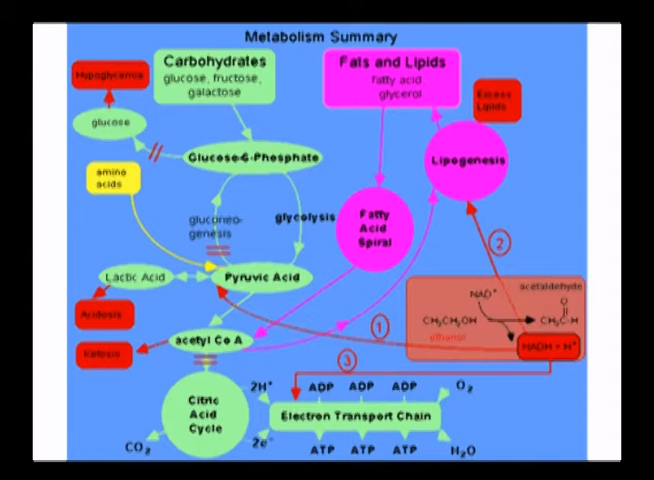 Metabolism Summary
Carbohydrates
glucose, fructose,
galactose
Fats and Lipids
fatty acid
glycerol
Hypoglycemia
Excess
Lipids
glucose
Glucose-6-Phosphate
Lipogenesis
amino
acids
gluconeo-
genesis
glycolysis
Fatty
Acid
Spiral
2
Lactic Acid
Pyruvic Acid
acetaldehyde
NAD+
O
CH3CH2OH
CH3C-H
ethanol
Acidosis
1
NADH + H+
acetyl Co A
Ketosis
3
Citric
Acid
Cycle
2H+
ADP
ADP
ADP
O2
Electron Transport Chain
CO2
2e-
ATP
ATP
ATP
H2O